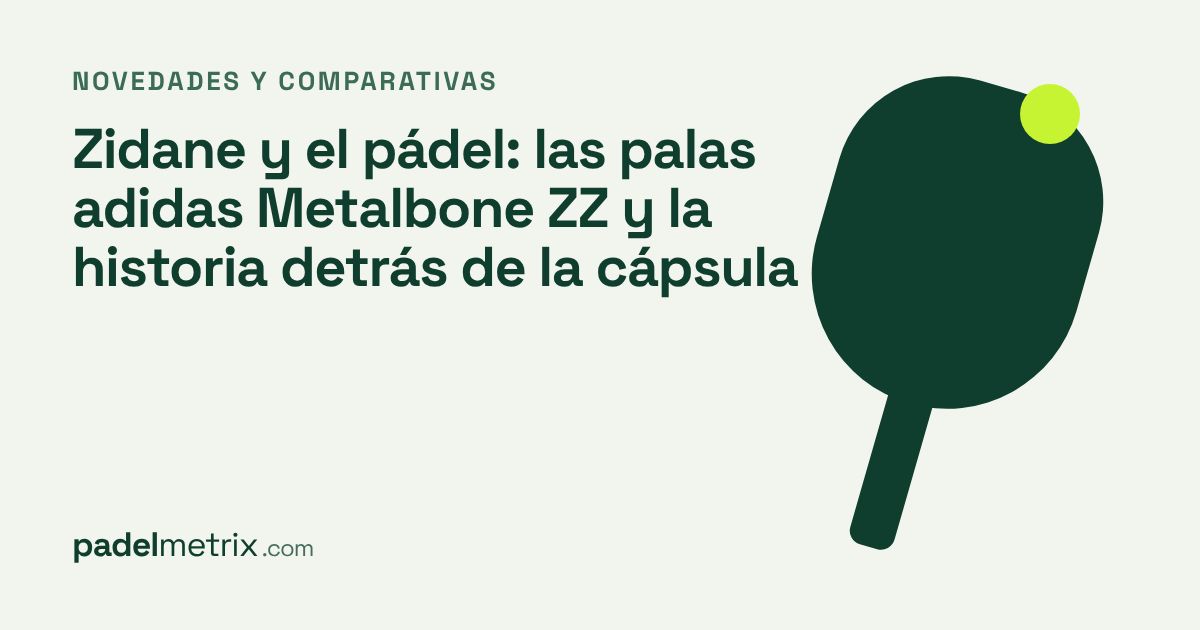 NOVEDADES Y COMPARATIVAS
Zidane y el pádel: las palas
adidas Metalbone ZZ y la
historia detrás de la cápsula
padelmetrix.com